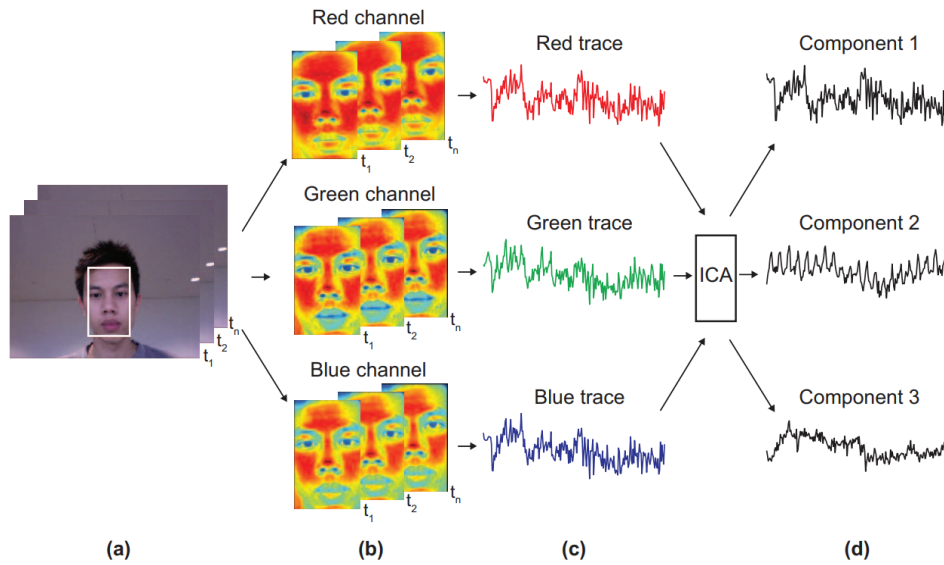 Red channel
t1
t2
tn
Red trace
Component 1
Green channel
t1
t2
tn
Green trace
ICA
Component 2
t1
t2
tn
Blue channel
t1
t2
tn
Blue trace
Component 3
(a)
(b)
(c)
(d)